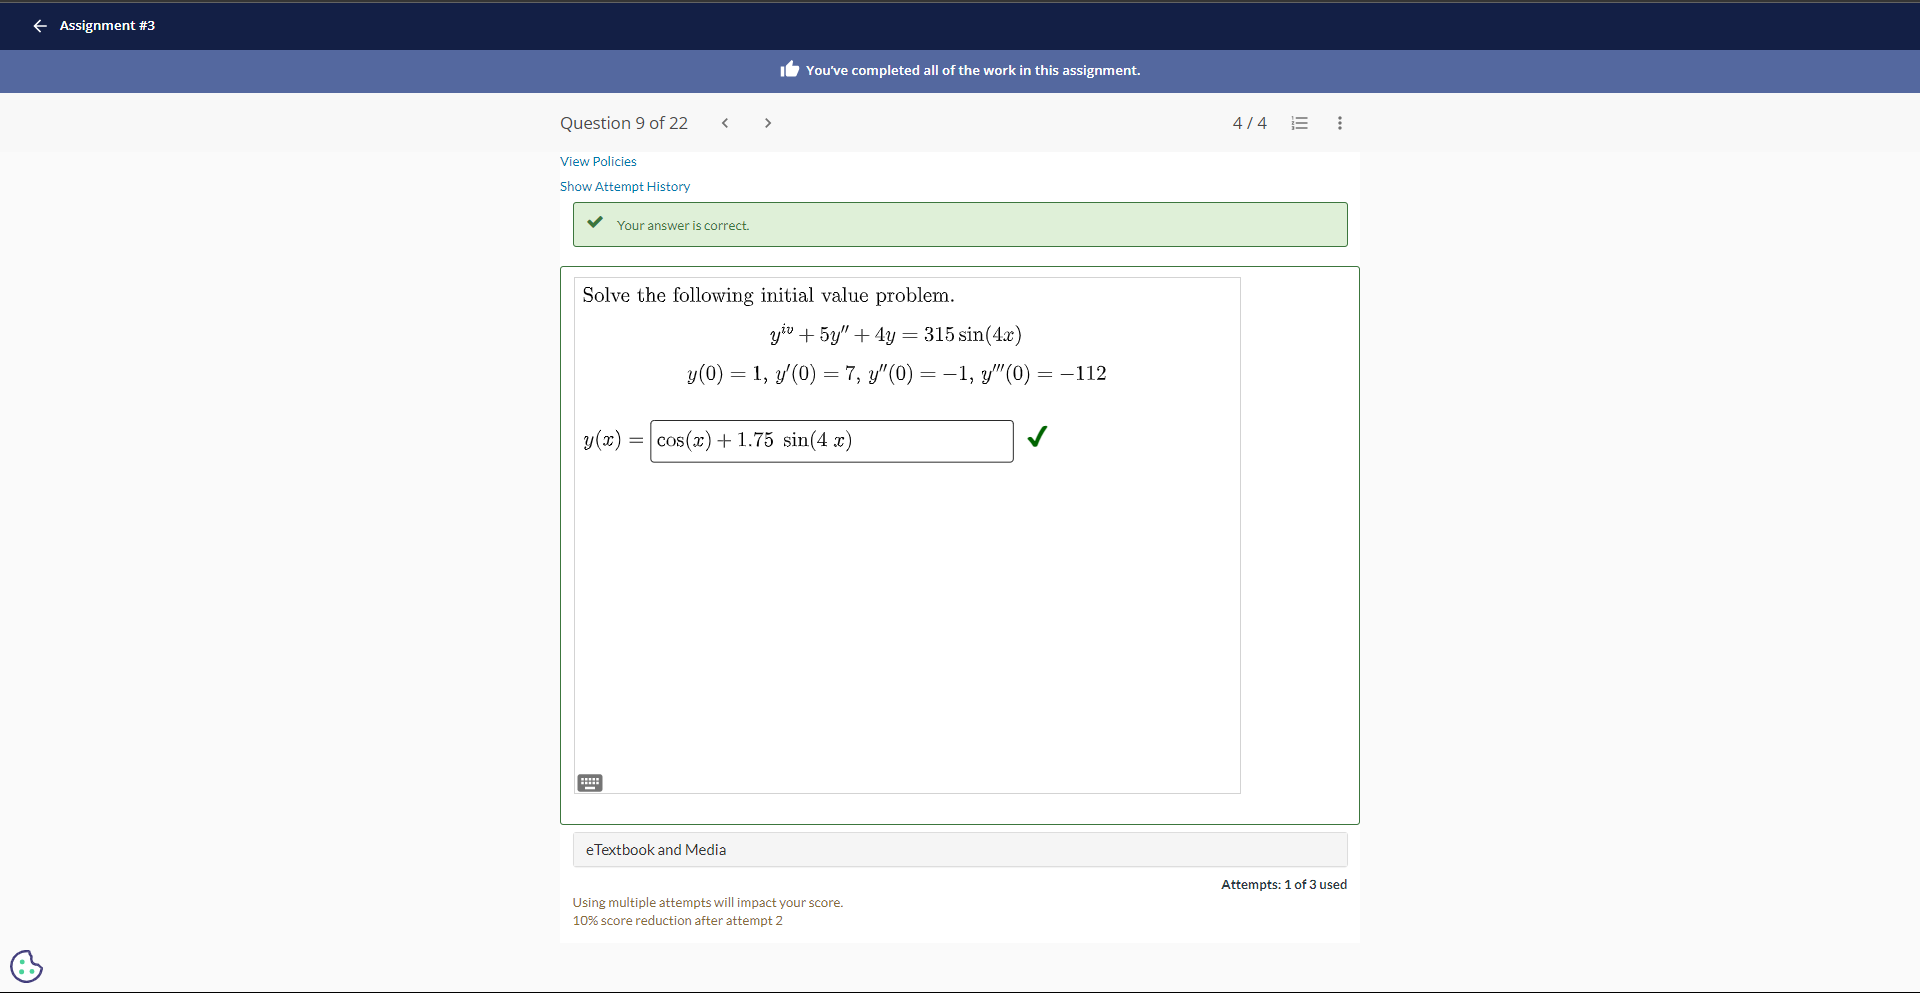 Assignment #3
You've completed all of the work in this assignment.
Question 9 of 22
4 / 4
View Policies
Show Attempt History
Your answer is correct.
Solve the following initial value problem.
y^{iv} + 5y″ + 4y = 315 sin(4x)
y(0) = 1, y′(0) = 7, y″(0) = −1, y‴(0) = −112
y(x) = cos(x) + 1.75 sin(4 x)
eTextbook and Media
Attempts: 1 of 3 used
Using multiple attempts will impact your score.
10% score reduction after attempt 2